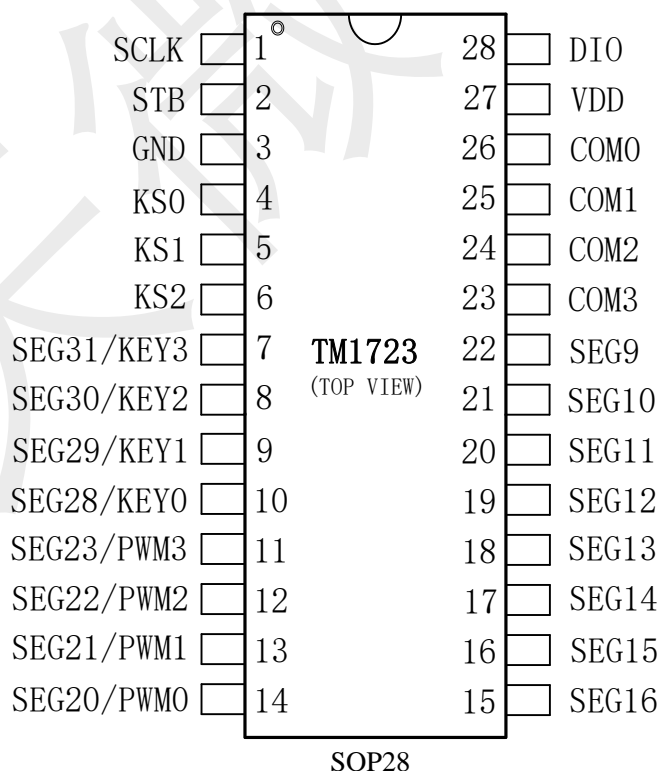 SCLK 1 28 DIO
STB 2 27 VDD
GND 3 26 COM0
KS0 4 25 COM1
KS1 5 24 COM2
KS2 6 23 COM3
SEG31/KEY3 7 TM1723 22 SEG9
(TOP VIEW)
SEG30/KEY2 8 21 SEG10
SEG29/KEY1 9 20 SEG11
SEG28/KEY0 10 19 SEG12
SEG23/PWM3 11 18 SEG13
SEG22/PWM2 12 17 SEG14
SEG21/PWM1 13 16 SEG15
SEG20/PWM0 14 15 SEG16
SOP28